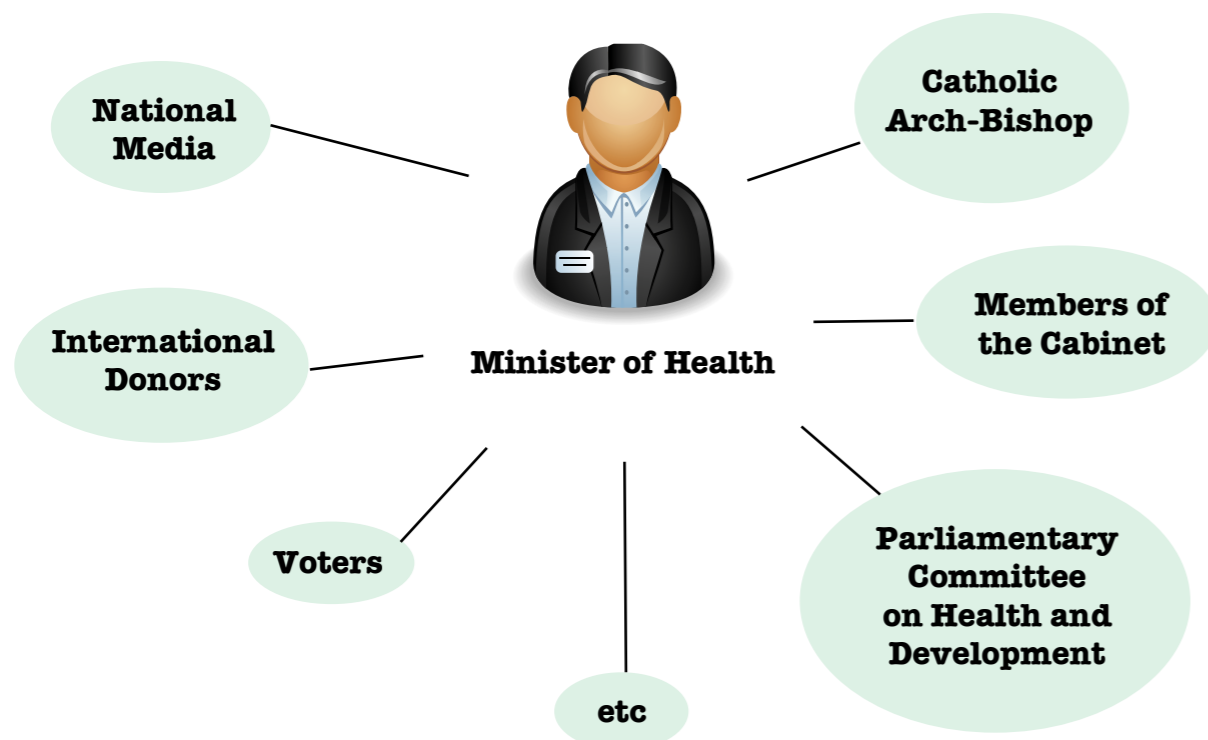 National
Media
Catholic
Arch-Bishop
International
Donors
Minister of Health
Members of
the Cabinet
Voters
Parliamentary
Committee
on Health and
Development
etc